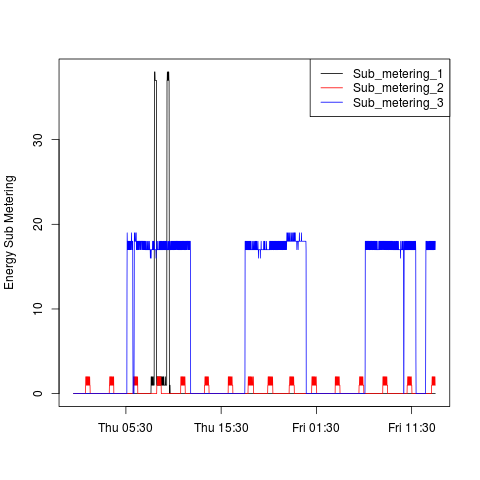 Sub_metering_1
Sub_metering_2
Sub_metering_3
Energy Sub Metering
30
20
10
0
Thu 05:30 Thu 15:30 Fri 01:30 Fri 11:30